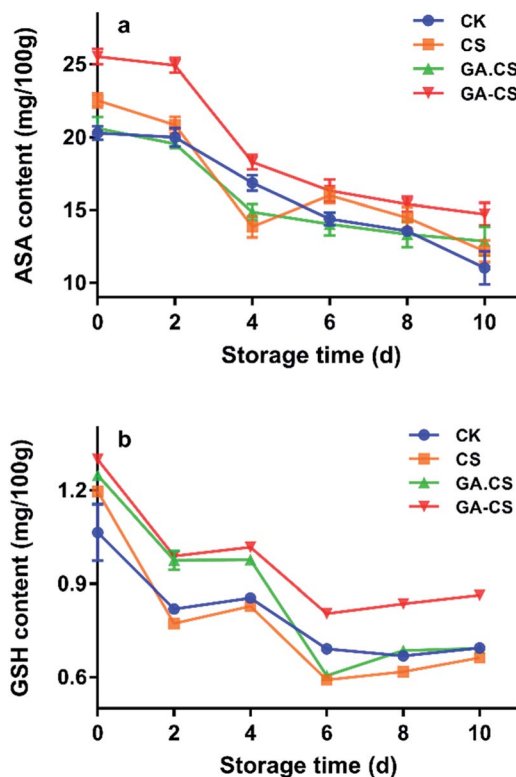 a
CK
CS
GA.CS
GA-CS
ASA content (mg/100g)
25
20
15
10
0 2 4 6 8 10
Storage time (d)
b
CK
CS
GA.CS
GA-CS
GSH content (mg/100g)
1.2
0.9
0.6
0 2 4 6 8 10
Storage time (d)